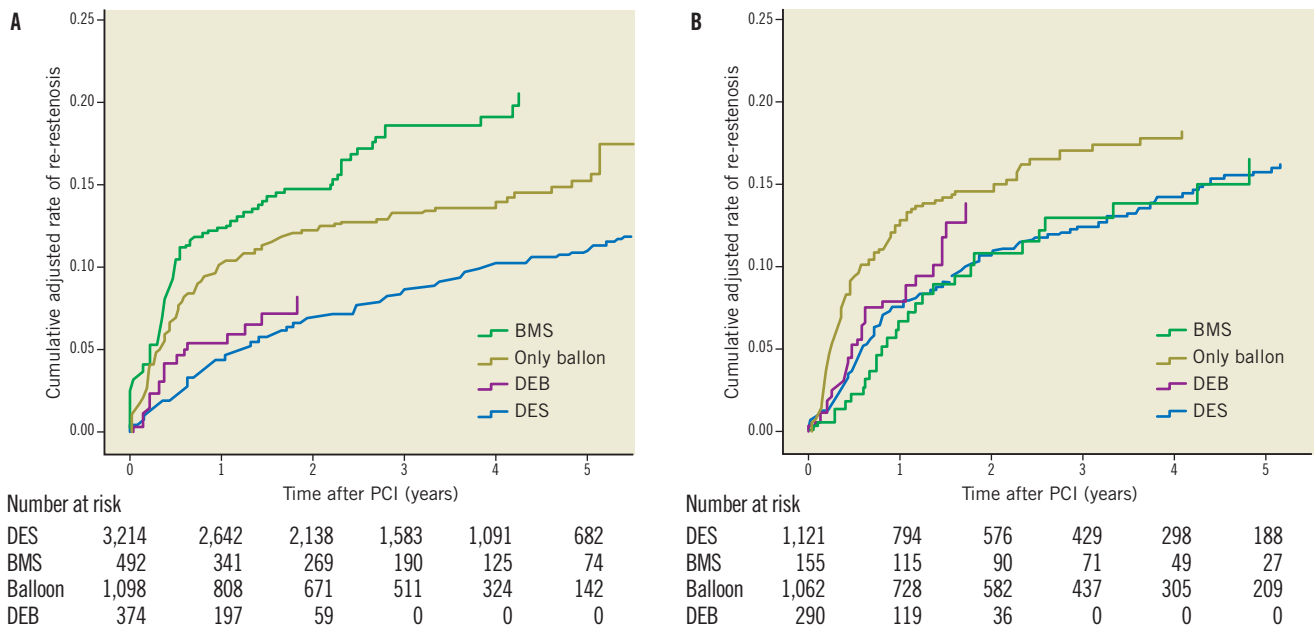 A
Cumulative adjusted rate of re-restenosis
0.25
0.20
0.15
0.10
0.05
0.00
BMS
Only ballon
DEB
DES
0 1 2 3 4 5
Time after PCI (years)
Number at risk
DES 3,214 2,642 2,138 1,583 1,091 682
BMS 492 341 269 190 125 74
Balloon 1,098 808 671 511 324 142
DEB 374 197 59 0 0 0
B
Cumulative adjusted rate of re-restenosis
0.25
0.20
0.15
0.10
0.05
0.00
BMS
Only ballon
DEB
DES
0 1 2 3 4 5
Time after PCI (years)
Number at risk
DES 1,121 794 576 429 298 188
BMS 155 115 90 71 49 27
Balloon 1,062 728 582 437 305 209
DEB 290 119 36 0 0 0